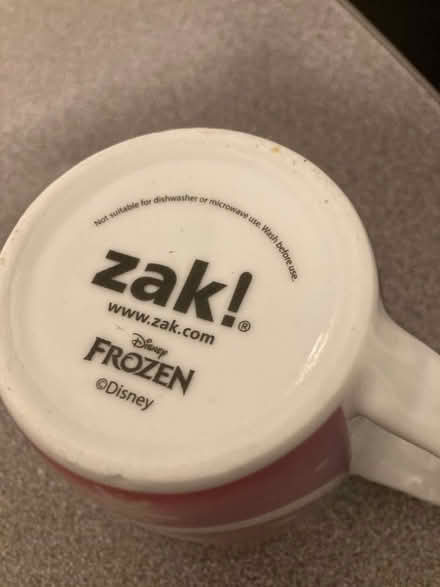 Not suitable for dishwasher or microwave use. Wash before use.
zak!®
www.zak.com
Disney
FROZEN
©Disney